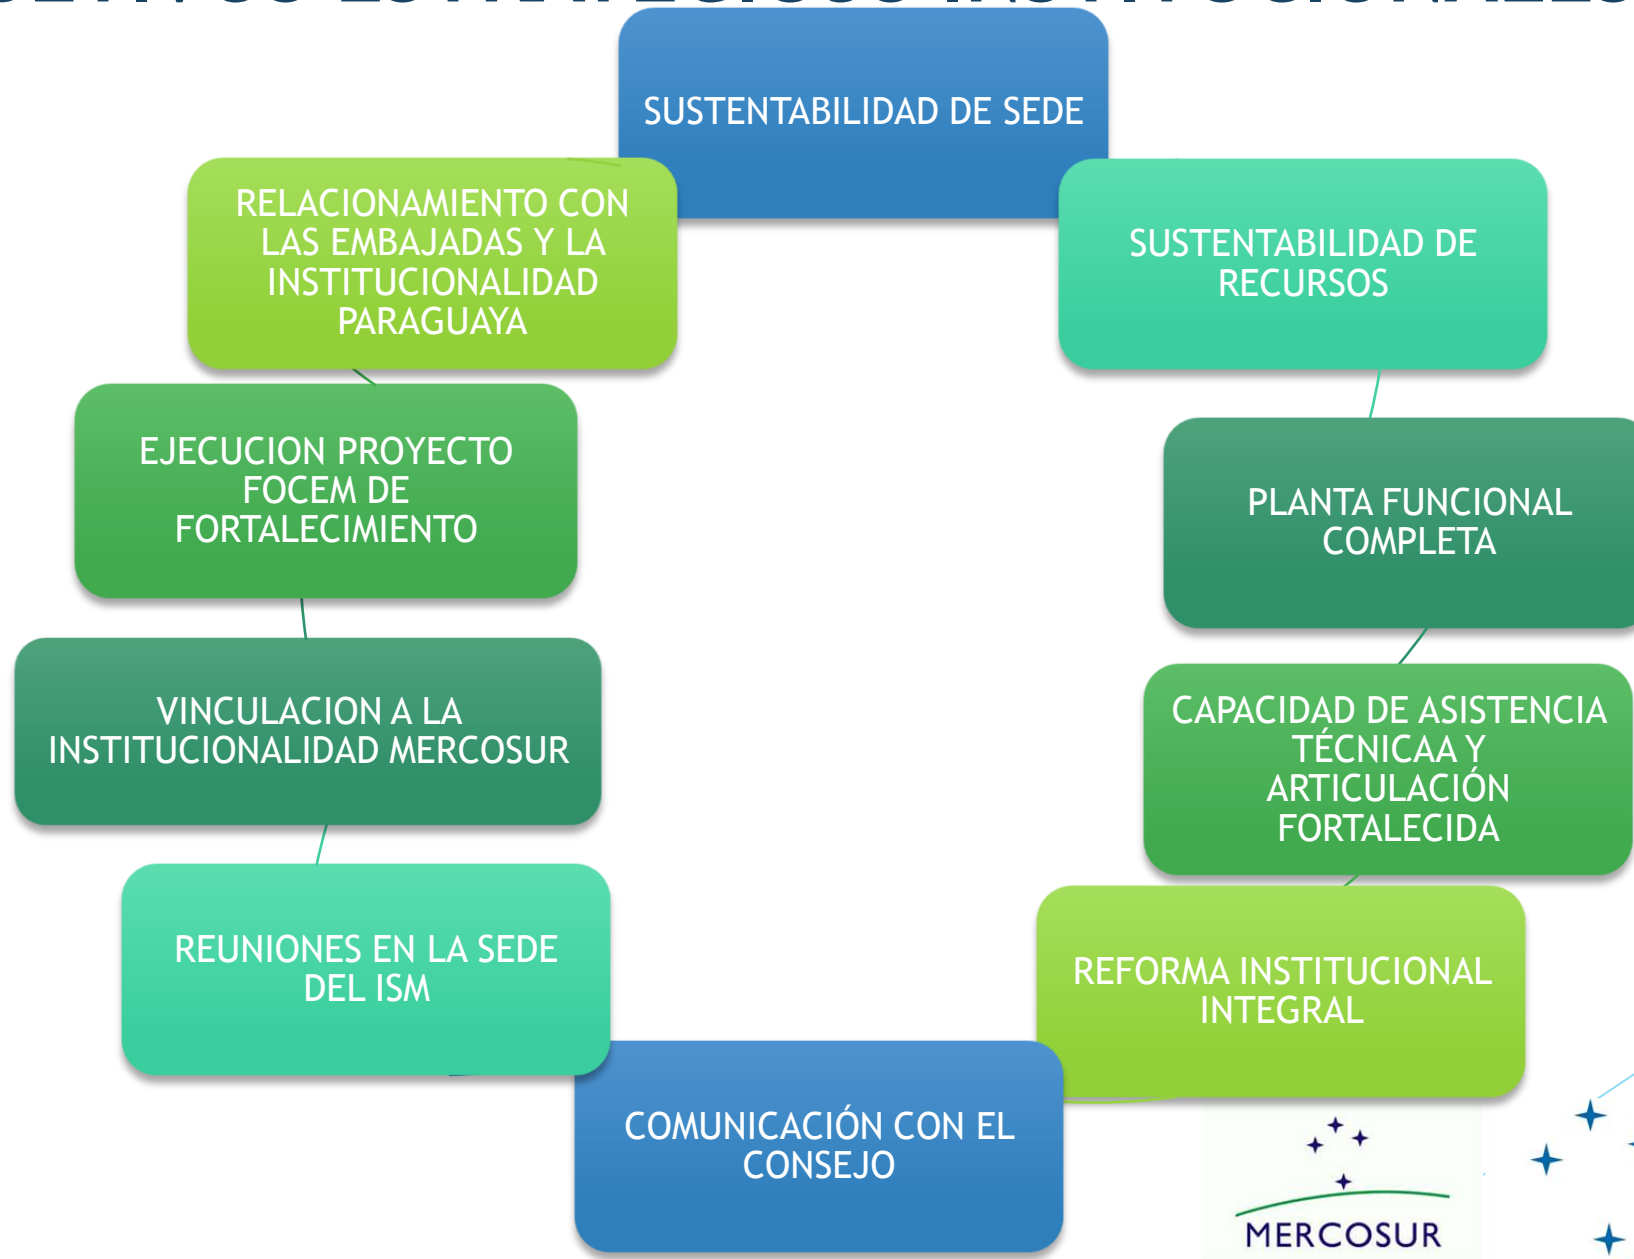 SUSTENTABILIDAD DE SEDE
SUSTENTABILIDAD DE
RECURSOS
PLANTA FUNCIONAL
COMPLETA
CAPACIDAD DE ASISTENCIA
TÉCNICAA Y
ARTICULACIÓN
FORTALECIDA
REFORMA INSTITUCIONAL
INTEGRAL
COMUNICACIÓN CON EL
CONSEJO
REUNIONES EN LA SEDE
DEL ISM
VINCULACION A LA
INSTITUCIONALIDAD MERCOSUR
EJECUCION PROYECTO
FOCEM DE
FORTALECIMIENTO
RELACIONAMIENTO CON
LAS EMBAJADAS Y LA
INSTITUCIONALIDAD
PARAGUAYA
MERCOSUR